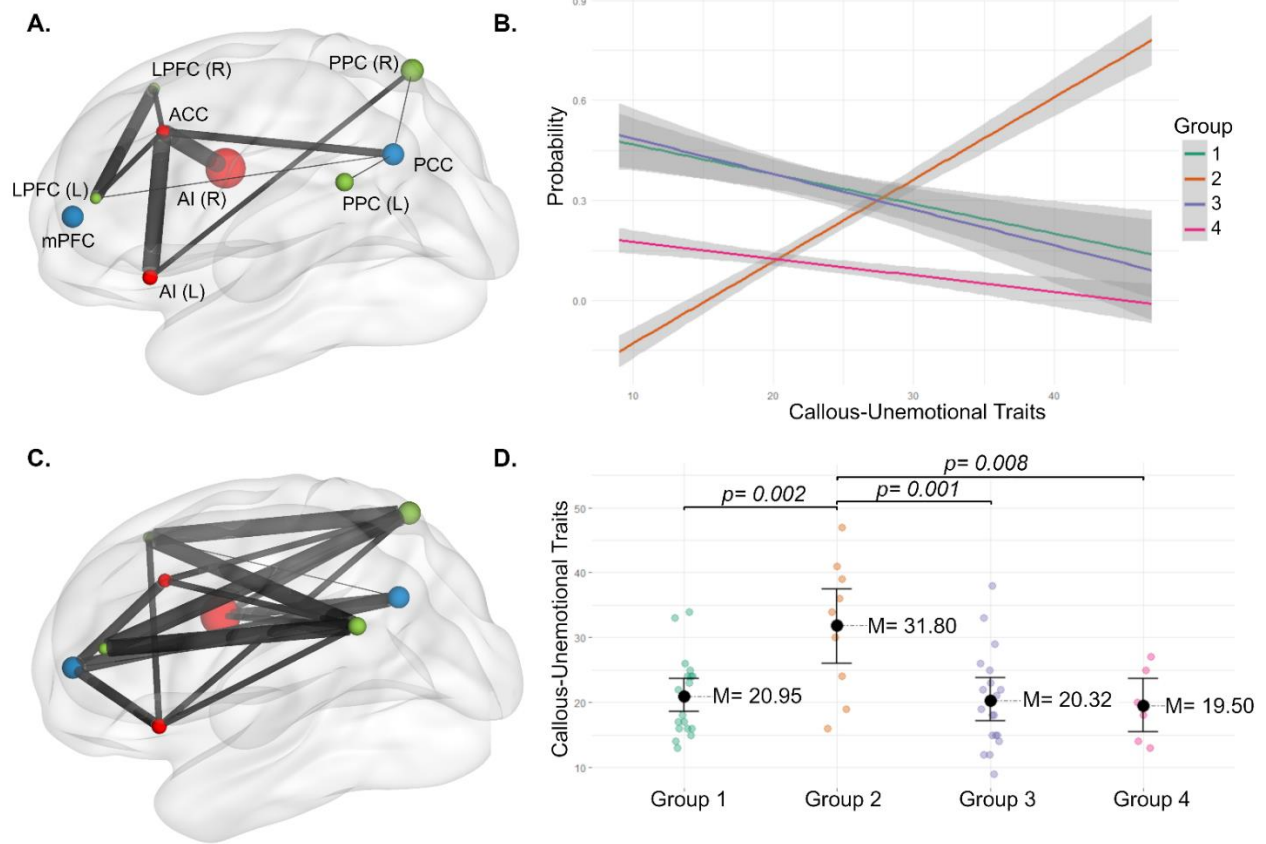 A.
LPFC (R)
PPC (R)
ACC
PCC
LPFC (L)
AI (R)
PPC (L)
mPFC
AI (L)
B.
0.9
0.6
0.3
0.0
Probability
10
20
30
40
Callous-Unemotional Traits
Group
1
2
3
4
C.
D.
p= 0.008
p= 0.002
p= 0.001
50
40
30
20
10
Callous-Unemotional Traits
M= 31.80
M= 20.95
M= 20.32
M= 19.50
Group 1
Group 2
Group 3
Group 4